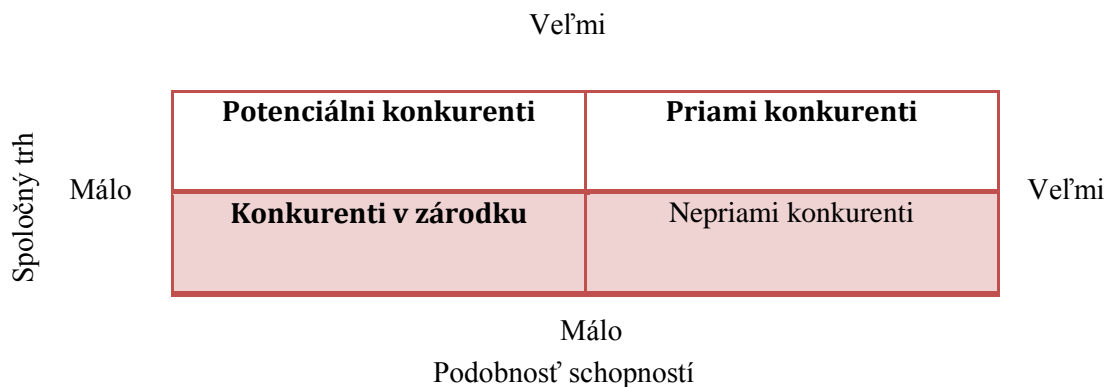 Veľmi
Potenciálni konkurenti
Priami konkurenti
Spoločný trh
Málo
Veľmi
Konkurenti v zárodku
Nepriami konkurenti
Málo
Podobnosť schopností